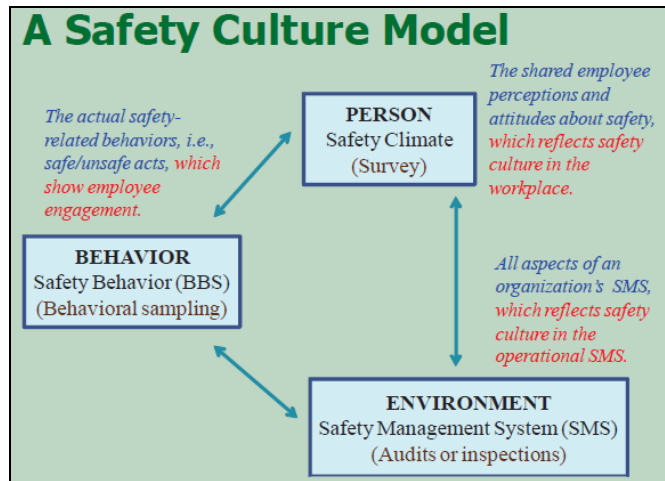 A Safety Culture Model
The shared employee
perceptions and
attitudes about safety,
which reflects safety
culture in the
workplace.
PERSON
Safety Climate
(Survey)
The actual safety-
related behaviors, i.e.,
safe/unsafe acts, which
show employee
engagement.
BEHAVIOR
Safety Behavior (BBS)
(Behavioral sampling)
All aspects of an
organization's SMS,
which reflects safety
culture in the
operational SMS.
ENVIRONMENT
Safety Management System (SMS)
(Audits or inspections)